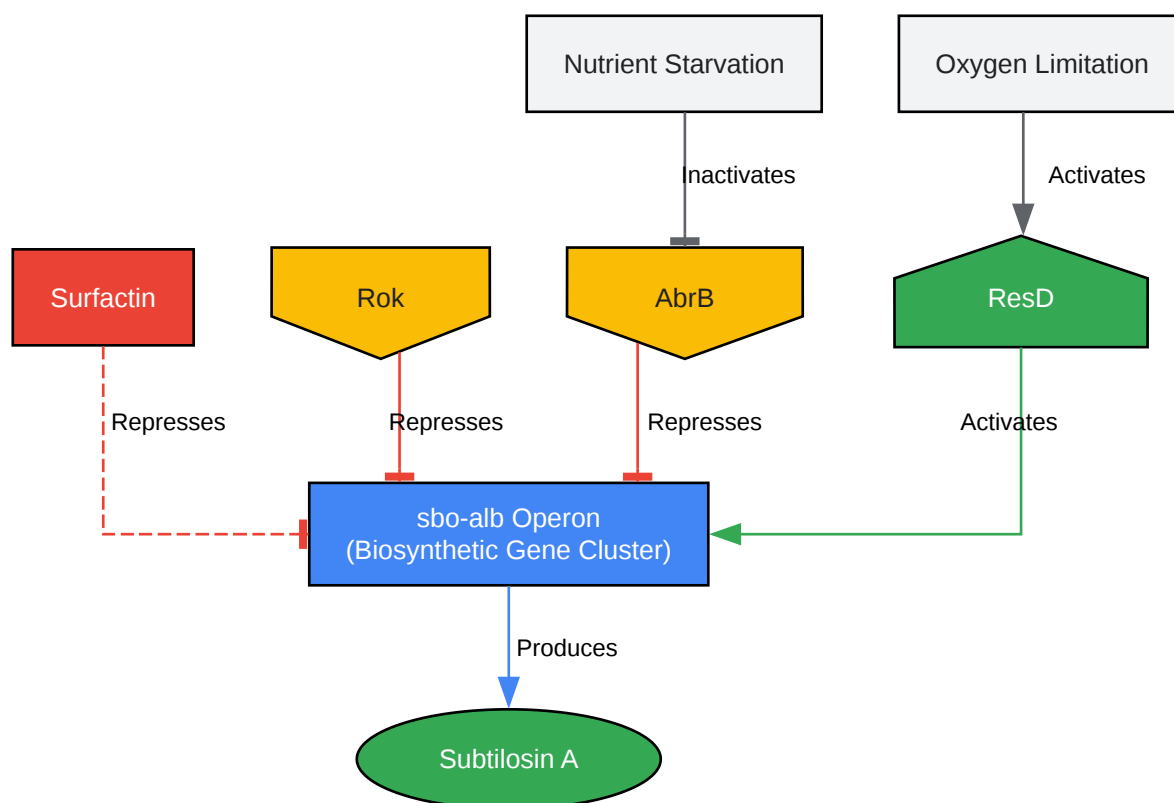 Nutrient Starvation
Oxygen Limitation
Inactivates
Activates
Surfactin
Rok
AbrB
ResD
Represses
Represses
Represses
Activates
sbo-alb Operon
(Biosynthetic Gene Cluster)
Produces
Subtilosin A